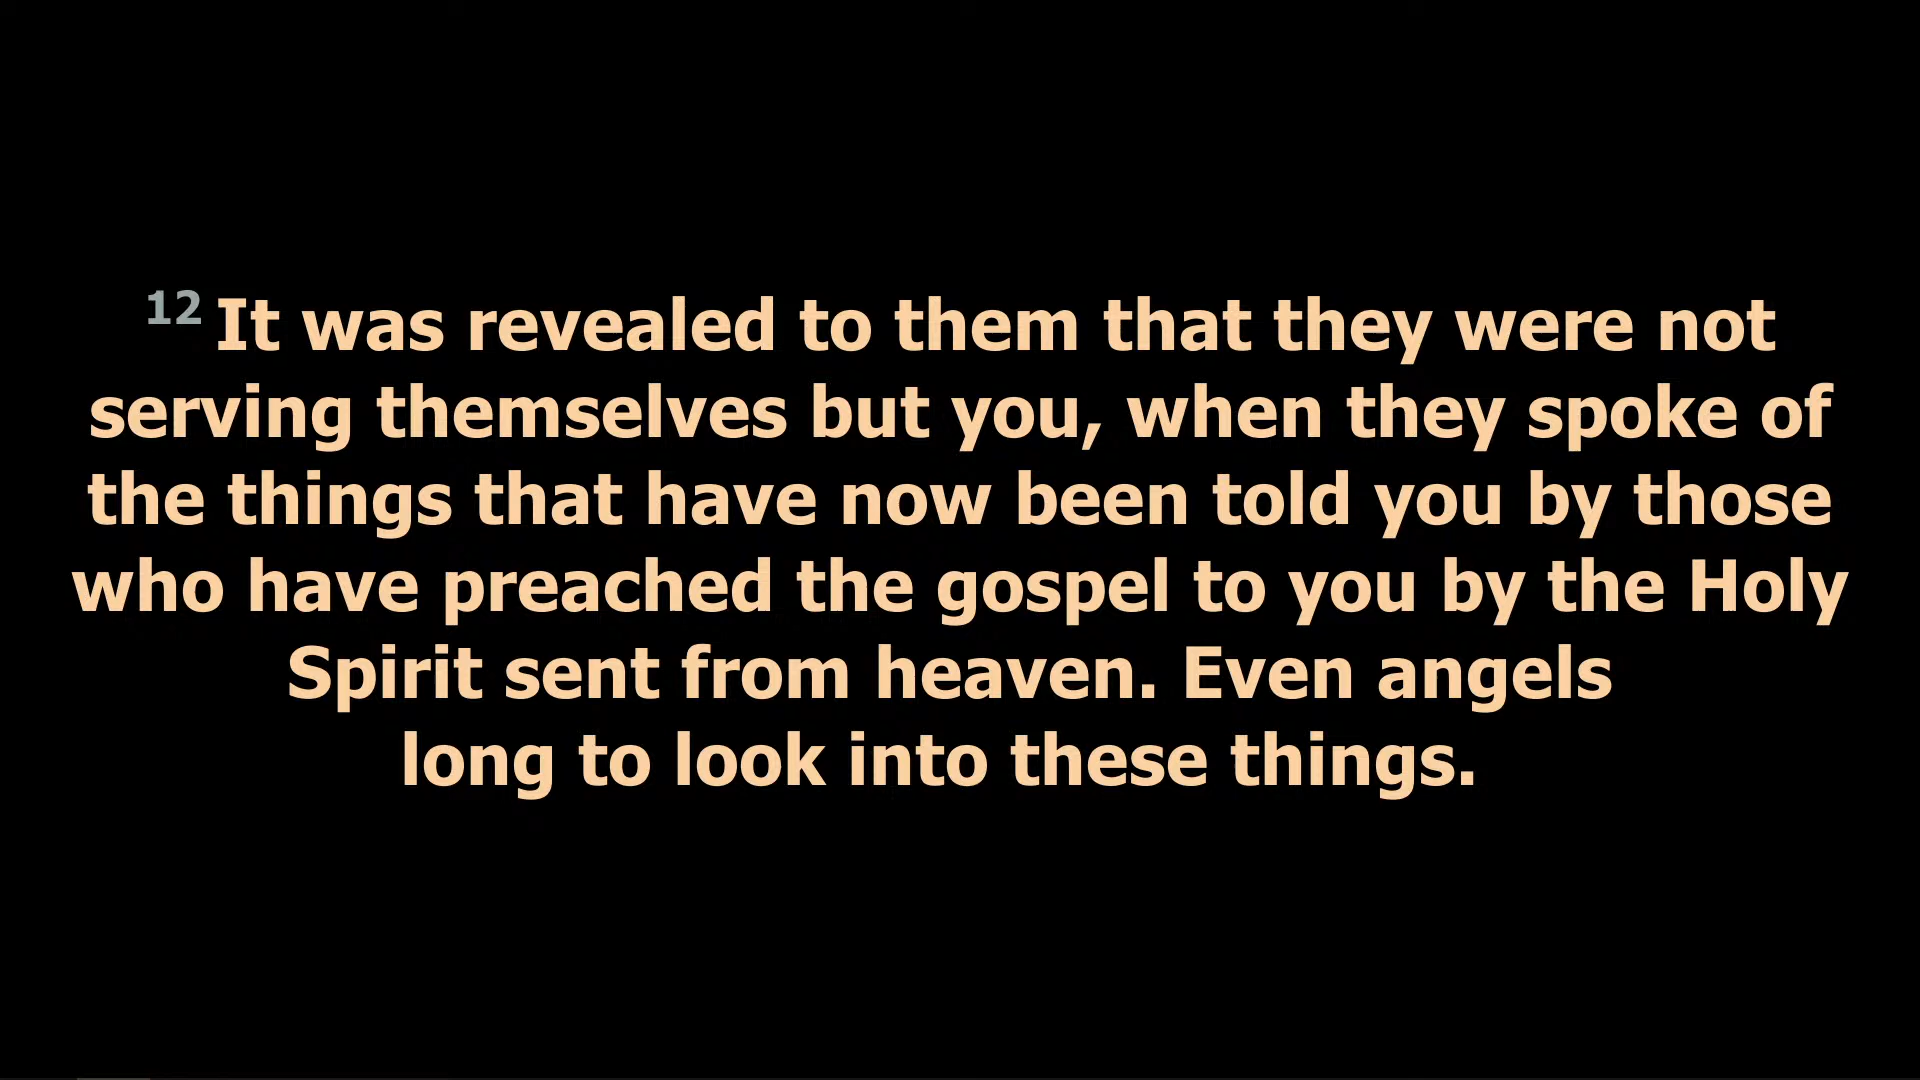 12 It was revealed to them that they were not
serving themselves but you, when they spoke of
the things that have now been told you by those
who have preached the gospel to you by the Holy
Spirit sent from heaven. Even angels
long to look into these things.